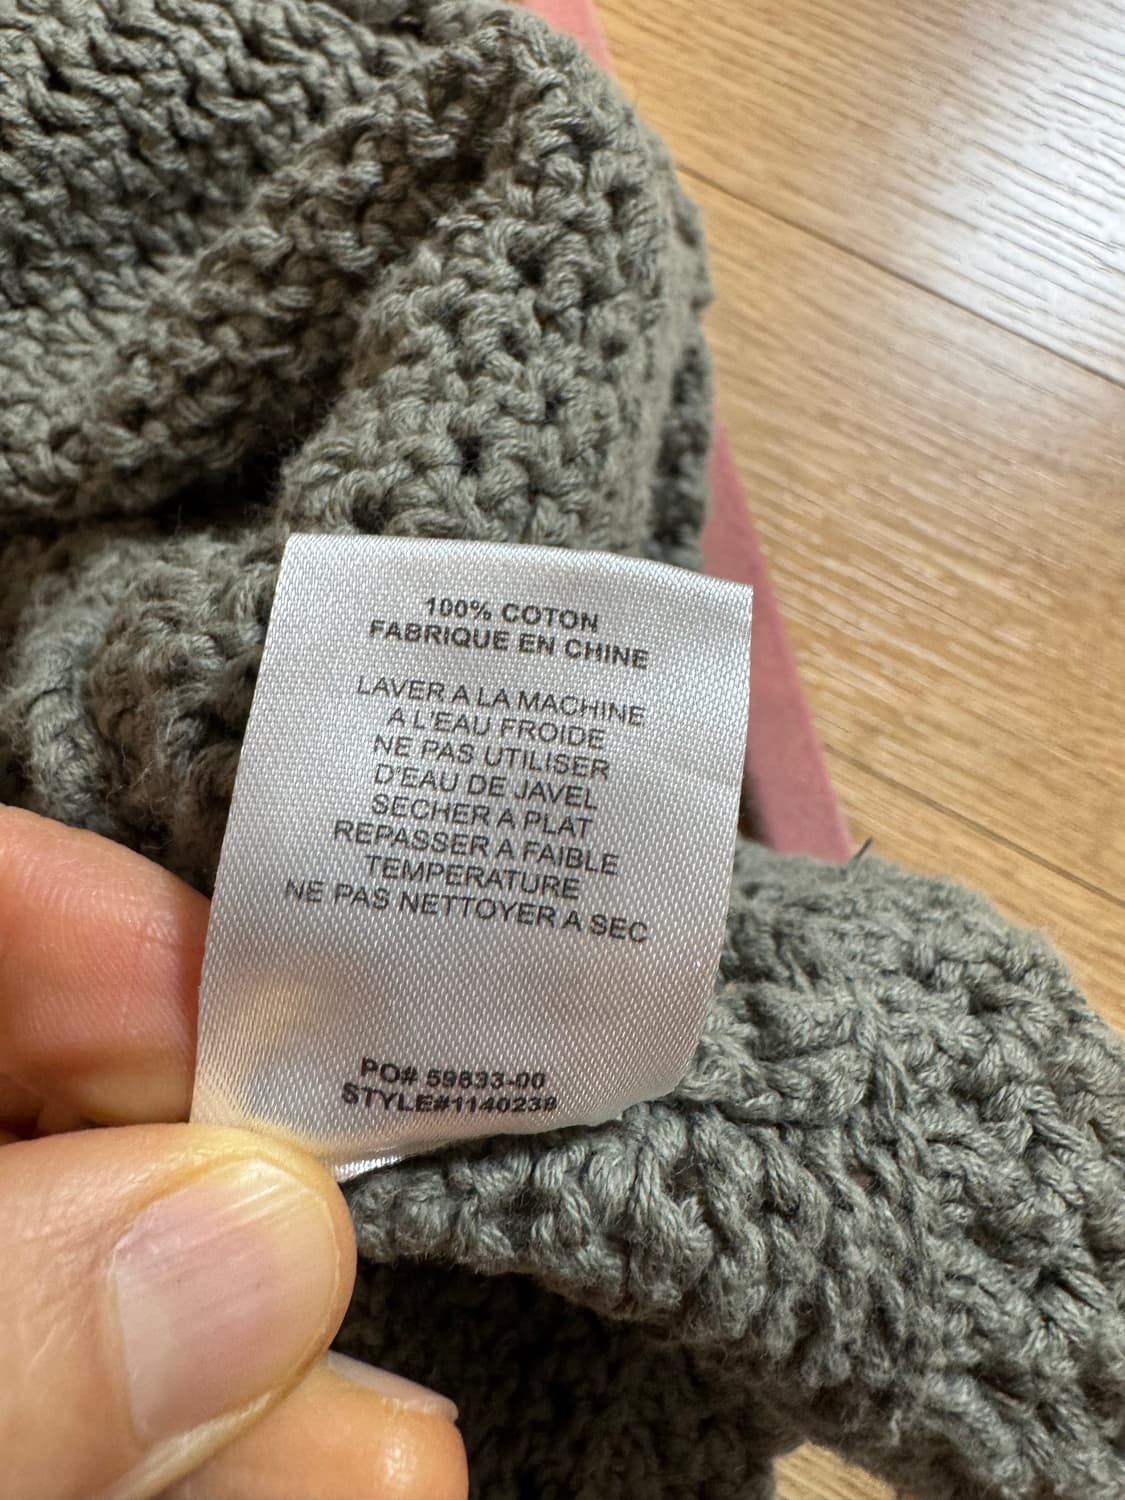 100% COTON
FABRIQUE EN CHINE
LAVER A LA MACHINE
A L'EAU FROIDE
NE PAS UTILISER
D'EAU DE JAVEL
SECHER A PLAT
REPASSER A FAIBLE
TEMPERATURE
NE PAS NETTOYER A SEC
PO# 59833-00
STYLE#1140238